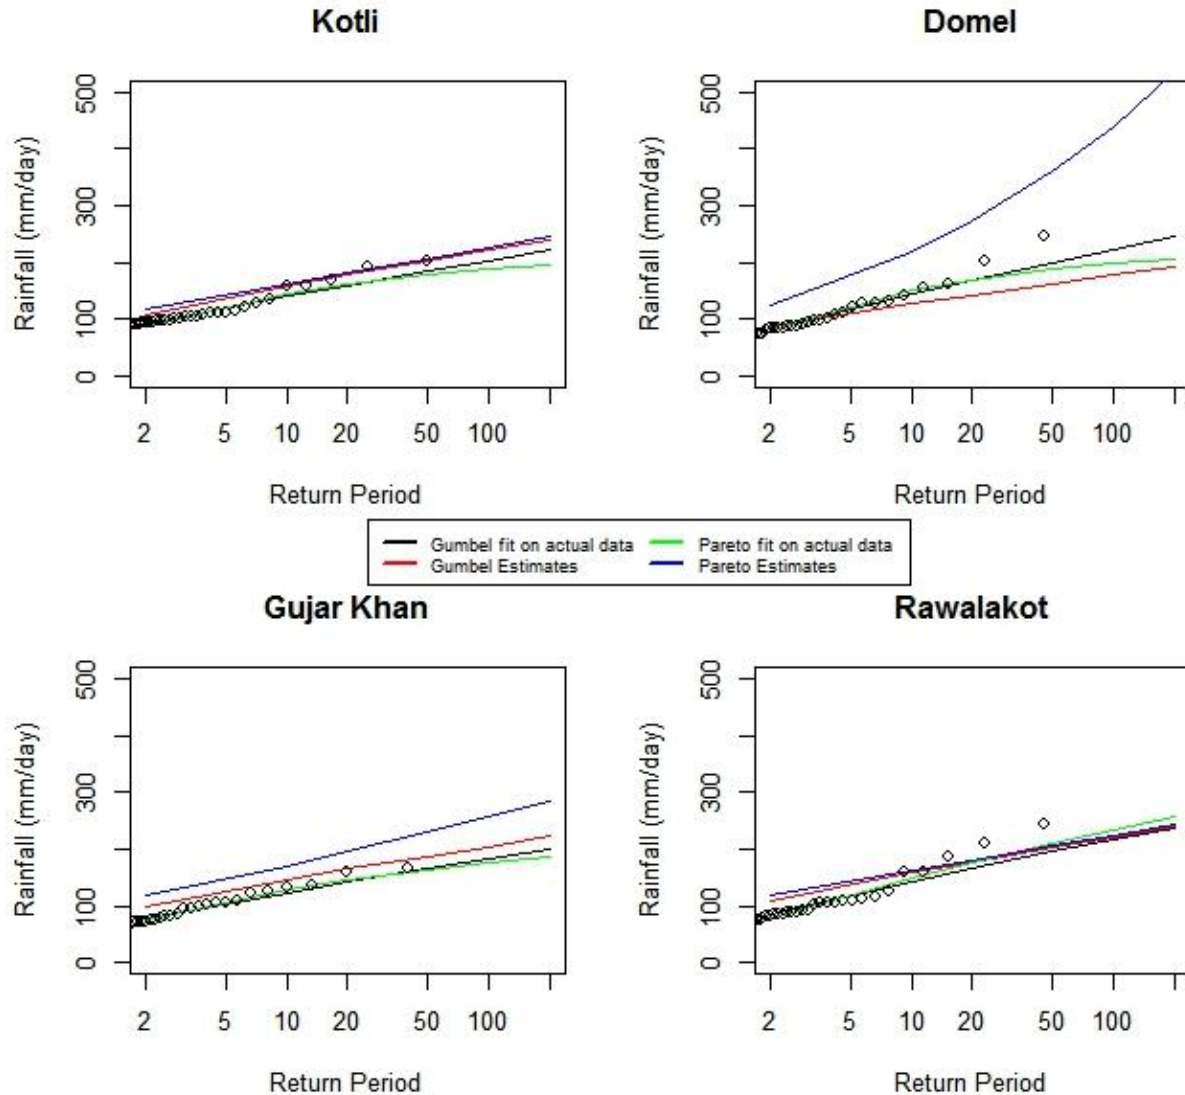 Kotli
Domel
Rainfall (mm/day)
500
300
100
0
2 5 10 20 50 100
Return Period
Rainfall (mm/day)
500
300
100
0
2 5 10 20 50 100
Return Period
Gumbel fit on actual data Pareto fit on actual data
Gumbel Estimates Pareto Estimates
Gujar Khan
Rawalakot
Rainfall (mm/day)
500
300
100
0
2 5 10 20 50 100
Return Period
Rainfall (mm/day)
500
300
100
0
2 5 10 20 50 100
Return Period